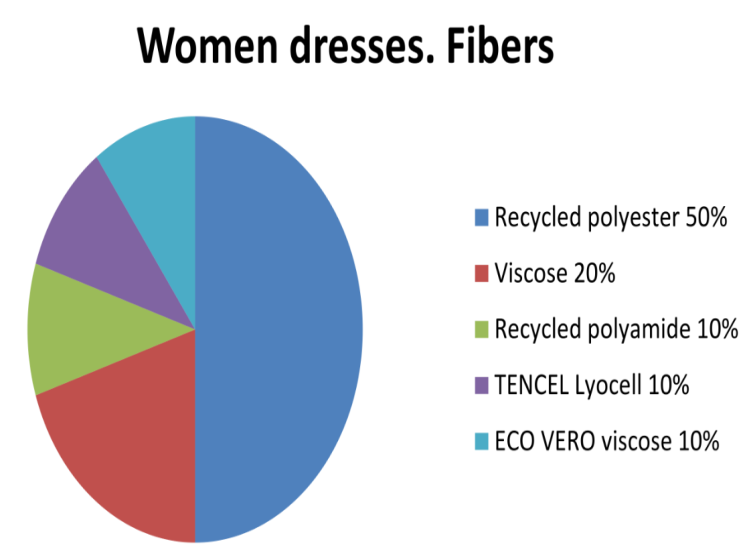 Women dresses. Fibers
Recycled polyester 50%
Viscose 20%
Recycled polyamide 10%
TENCEL Lyocell 10%
ECO VERO viscose 10%